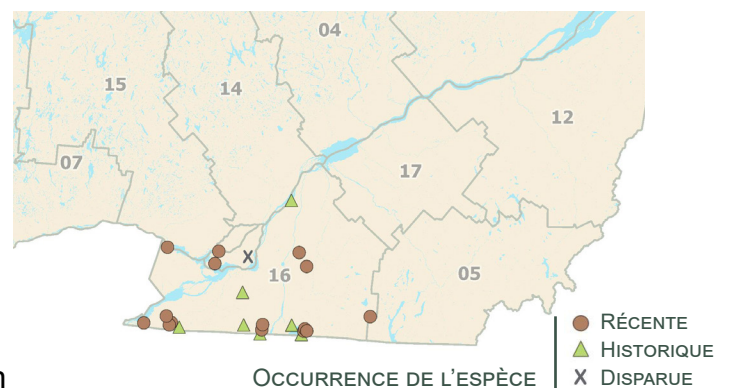 04
15
14
12
07
17
16
05
RÉCENTE
HISTORIQUE
OCCURRENCE DE L'ESPÈCE
X DISPARUE